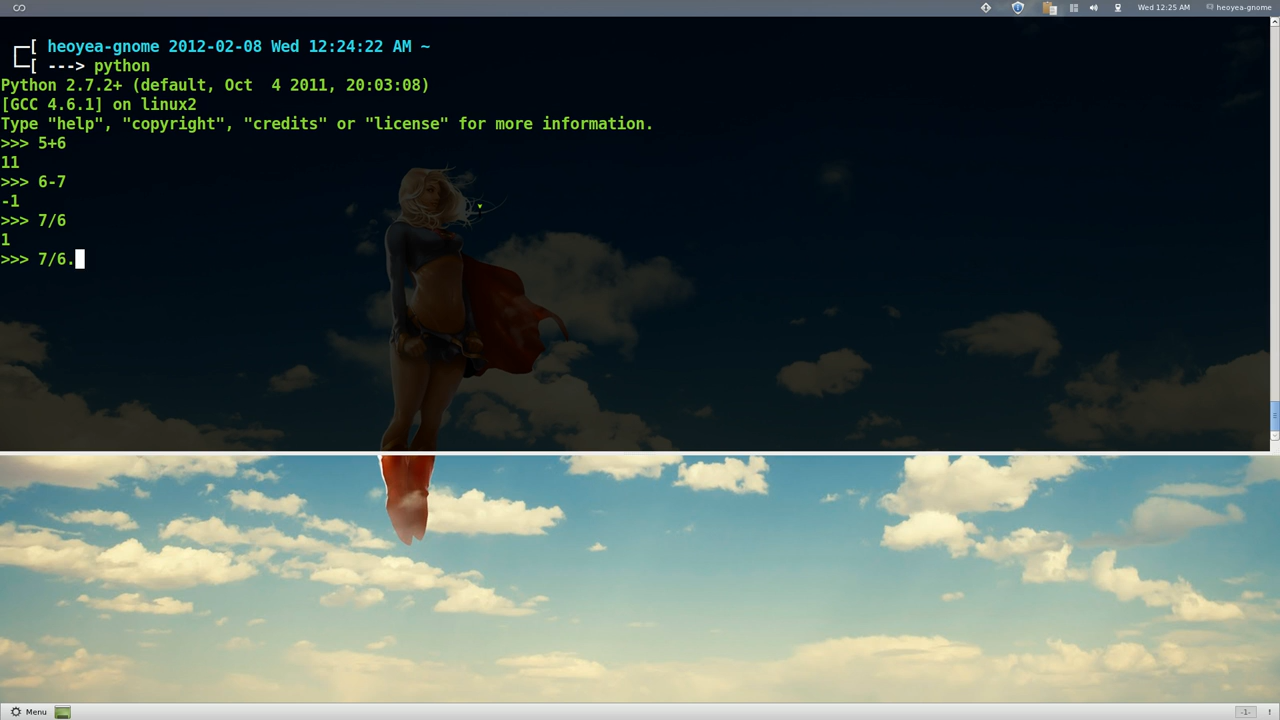 Wed 12:25 AM heoyea-gnome
[ heoyea-gnome 2012-02-08 Wed 12:24:22 AM ~
[ ---> python
Python 2.7.2+ (default, Oct  4 2011, 20:03:08)
[GCC 4.6.1] on linux2
Type "help", "copyright", "credits" or "license" for more information.
>>> 5+6
11
>>> 6-7
-1
>>> 7/6
1
>>> 7/6.
Menu -1- !